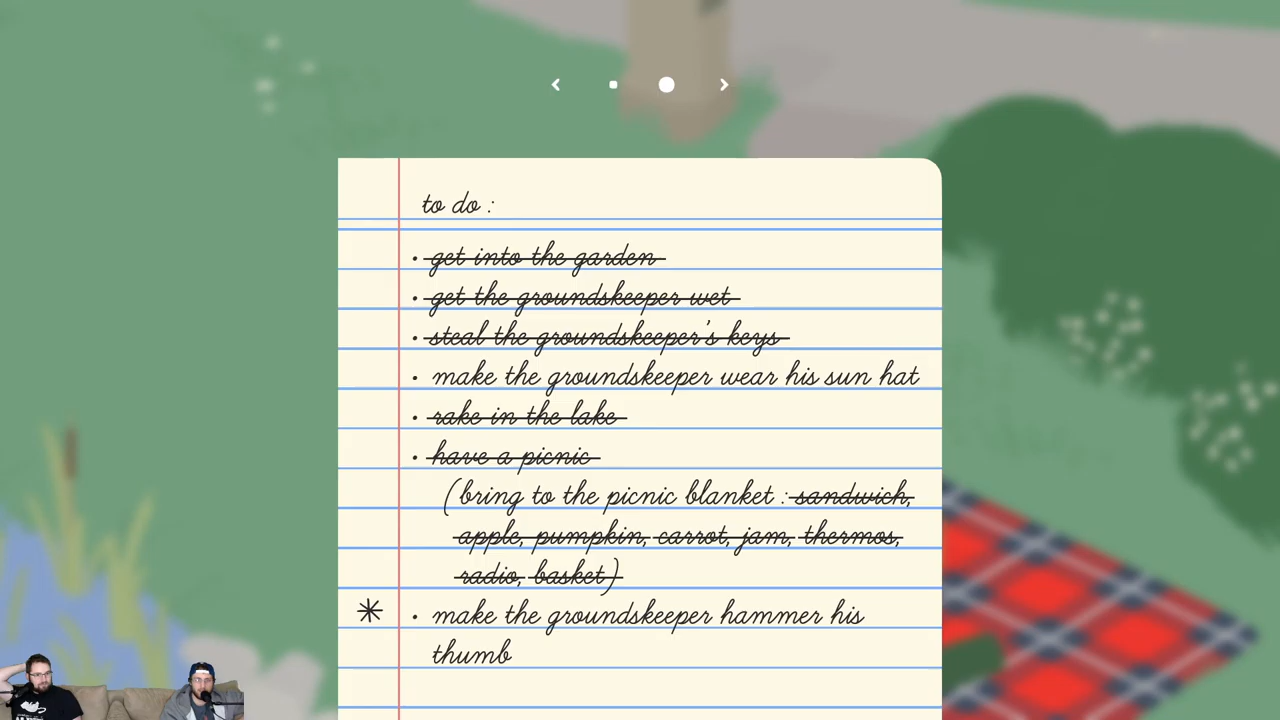 to do :
• get into the garden
• get the groundskeeper wet
• steal the groundskeeper's keys
• make the groundskeeper wear his sun hat
• rake in the lake
• have a picnic
(bring to the picnic blanket : sandwich,
apple, pumpkin, carrot, jam, thermos,
radio, basket)
• make the groundskeeper hammer his
thumb